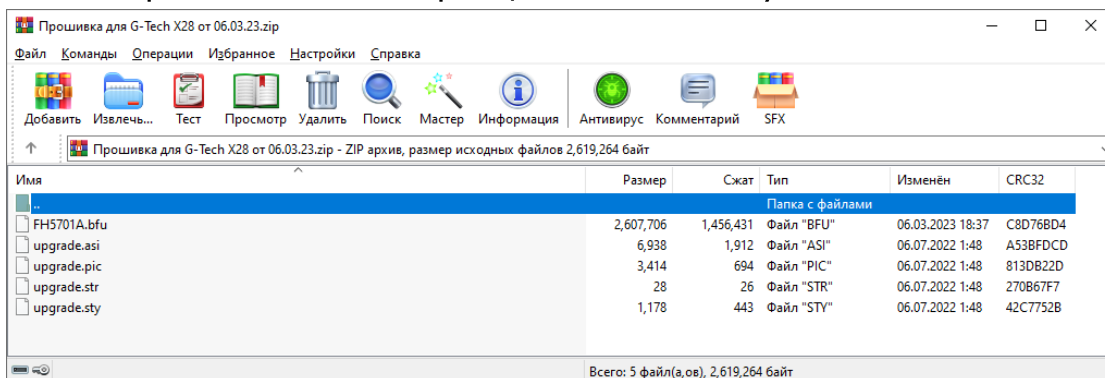 Прошивка для G-Tech X28 от 06.03.23.zip
Файл Команды Операции Избранное Настройки Справка
Добавить Извлечь... Тест Просмотр Удалить Поиск Мастер Информация Антивирус Комментарий SFX
Прошивка для G-Tech X28 от 06.03.23.zip - ZIP архив, размер исходных файлов 2,619,264 байт
Имя Размер Сжат Тип Изменён CRC32
.. Папка с файлами
FH5701A.bfu 2,607,706 1,456,431 Файл "BFU" 06.03.2023 18:37 C8D76BD4
upgrade.asi 6,938 1,912 Файл "ASI" 06.07.2022 1:48 A53BFDCD
upgrade.pic 3,414 694 Файл "PIC" 06.07.2022 1:48 813DB22D
upgrade.str 28 26 Файл "STR" 06.07.2022 1:48 270B67F7
upgrade.sty 1,178 443 Файл "STY" 06.07.2022 1:48 42C7752B
Всего: 5 файл(а,ов), 2,619,264 байт